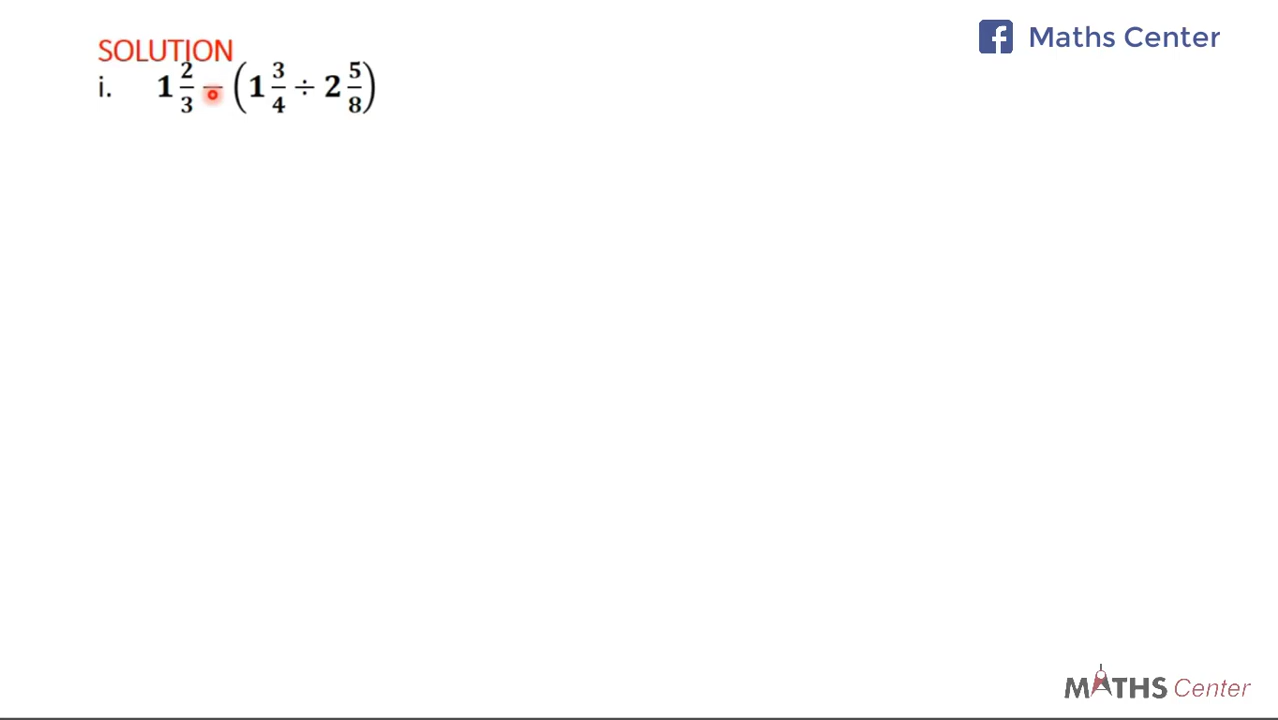 Maths Center
SOLUTION
i. 1 2/3 − (1 3/4 ÷ 2 5/8)
MATHS Center